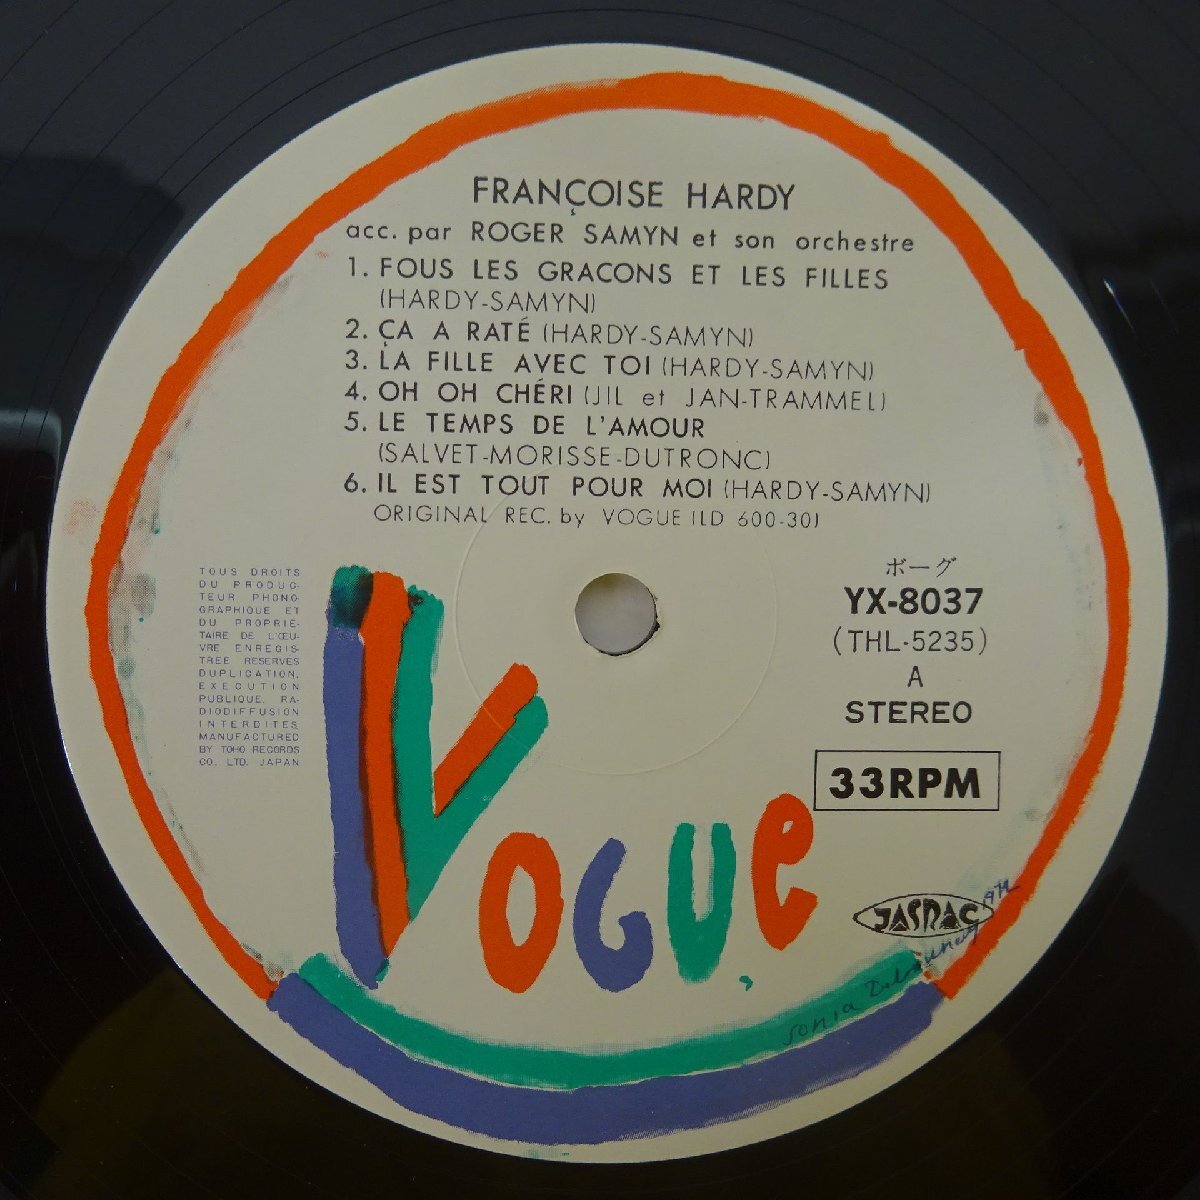 FRANÇOISE HARDY
acc. par ROGER SAMYN et son orchestre
1. FOUS LES GRACONS ET LES FILLES
(HARDY-SAMYN)
2. ÇA A RATÉ (HARDY-SAMYN)
3. LA FILLE AVEC TOI (HARDY-SAMYN)
4. OH OH CHÉRI (JIL et JAN-TRAMMEL)
5. LE TEMPS DE L'AMOUR
(SALVET-MORISSE-DUTRONC)
6. IL EST TOUT POUR MOI (HARDY-SAMYN)
ORIGINAL REC. by VOGUE (LD 600-30)
TOUS DROITS
DU PRODUC-
TEUR PHONO-
GRAPHIQUE ET
DU PROPRIÉ-
TAIRE DE L'ŒU-
VRE ENREGIS-
TREE RESERVES
DUPLICATION,
EXECUTION
PUBLIQUE, RA-
DIODIFFUSION
INTERDITES.
MANUFACTURED
BY TOHO RECORDS
CO. LTD. JAPAN
ボーグ
YX-8037
(THL-5235)
A
STEREO
33RPM
VOGUe
JASRAC
sonia Delaunay 1974